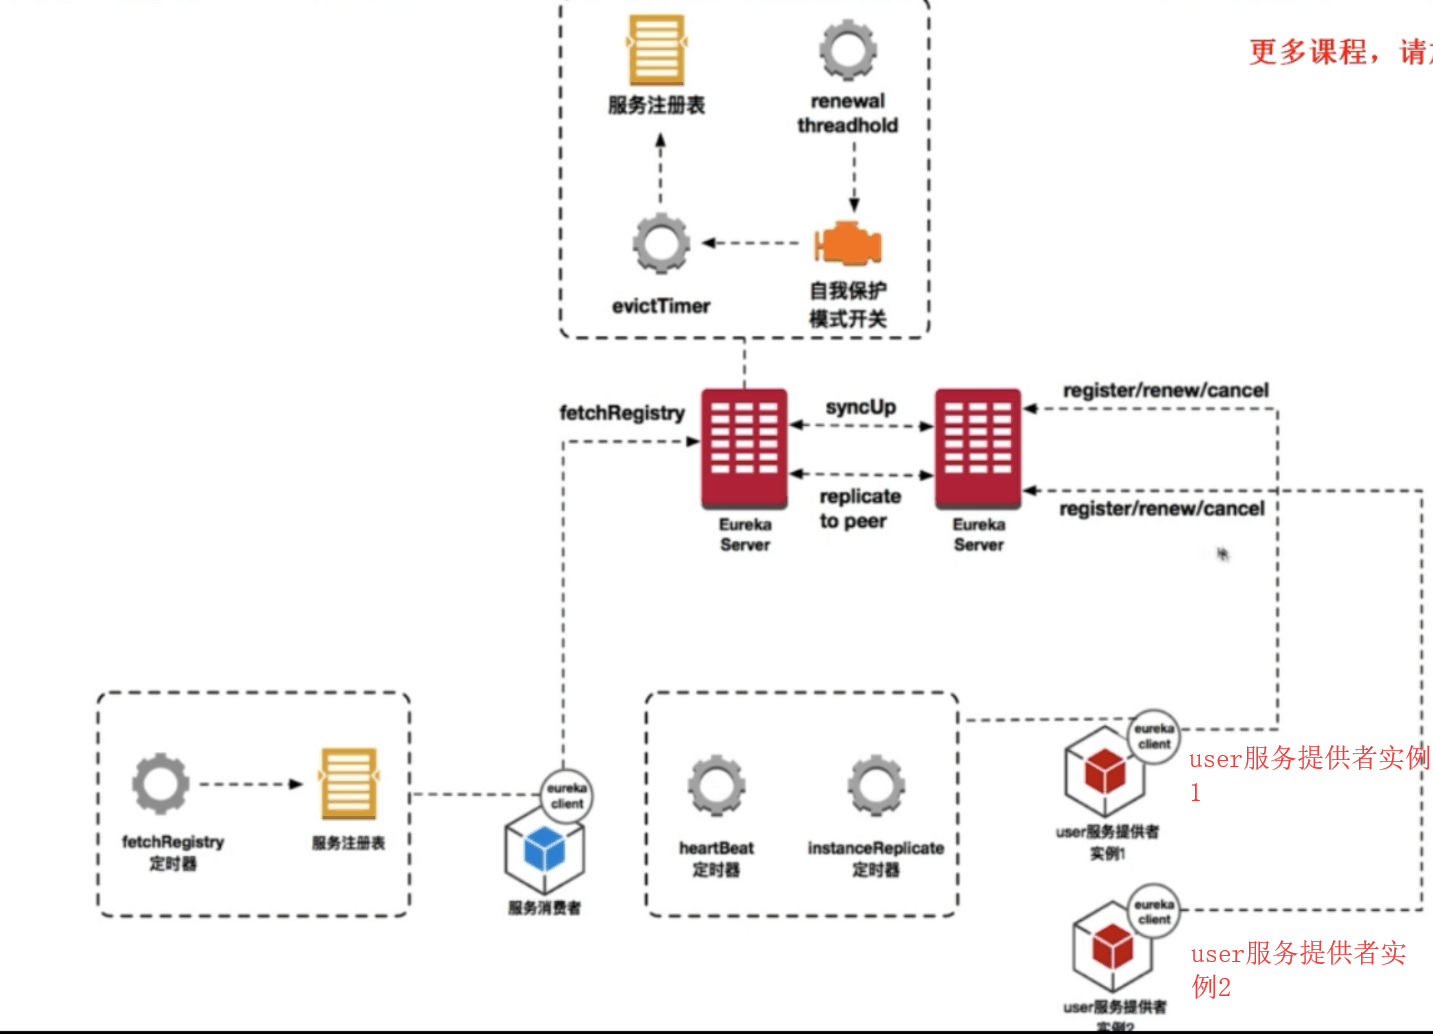 更多课程，请
服务注册表
renewal
threadhold
evictTimer
自我保护
模式开关
fetchRegistry
syncUp
register/renew/cancel
replicate
to peer
register/renew/cancel
Eureka
Server
Eureka
Server
fetchRegistry
定时器
服务注册表
eureka
client
服务消费者
heartBeat
定时器
instanceReplicate
定时器
eureka
client
user服务提供者
实例1
user服务提供者实例
1
eureka
client
user服务提供者
实例2
user服务提供者实
例2